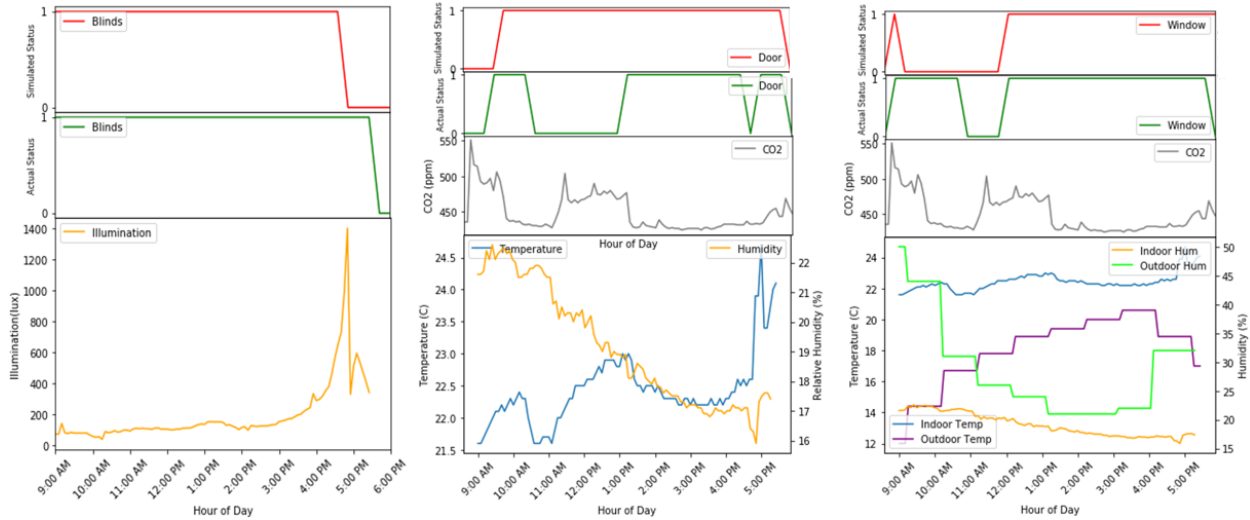 Simulated Status
1
0
Blinds
Actual Status
1
0
Blinds
Illumination(lux)
1400
1200
1000
800
600
400
200
0
Illumination
9:00 AM
10:00 AM
11:00 AM
12:00 PM
1:00 PM
2:00 PM
3:00 PM
4:00 PM
5:00 PM
6:00 PM
Hour of Day
Simulated Status
1
0
Door
Actual Status
1
0
Door
CO2 (ppm)
550
500
450
CO2
Hour of Day
Temperature (C)
24.5
24.0
23.5
23.0
22.5
22.0
21.5
Temperature
Humidity
22
21
20
19
18
17
16
Relative Humidity (%)
9:00 AM
10:00 AM
11:00 AM
12:00 PM
1:00 PM
2:00 PM
3:00 PM
4:00 PM
5:00 PM
Hour of Day
Simulated Status
1
0
Window
Actual Status
1
0
Window
CO2 (ppm)
550
500
450
CO2
Temperature (C)
24
22
20
18
16
14
12
Indoor Hum
Outdoor Hum
Indoor Temp
Outdoor Temp
50
45
40
35
30
25
20
15
Humidity (%)
9:00 AM
10:00 AM
11:00 AM
12:00 PM
1:00 PM
2:00 PM
3:00 PM
4:00 PM
5:00 PM
Hour of Day